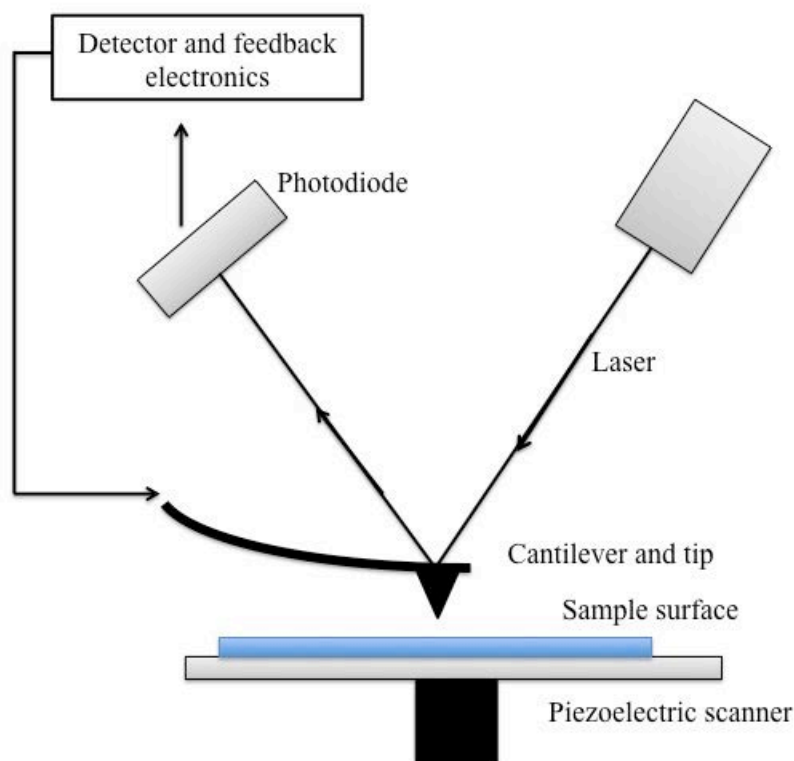 Detector and feedback
electronics
Photodiode
Laser
Cantilever and tip
Sample surface
Piezoelectric scanner